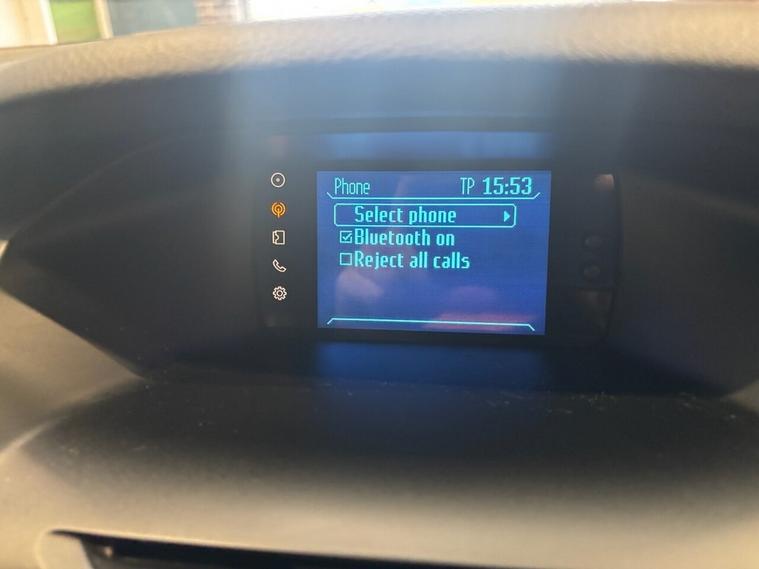 Phone TP 15:53
Select phone
Bluetooth on
Reject all calls